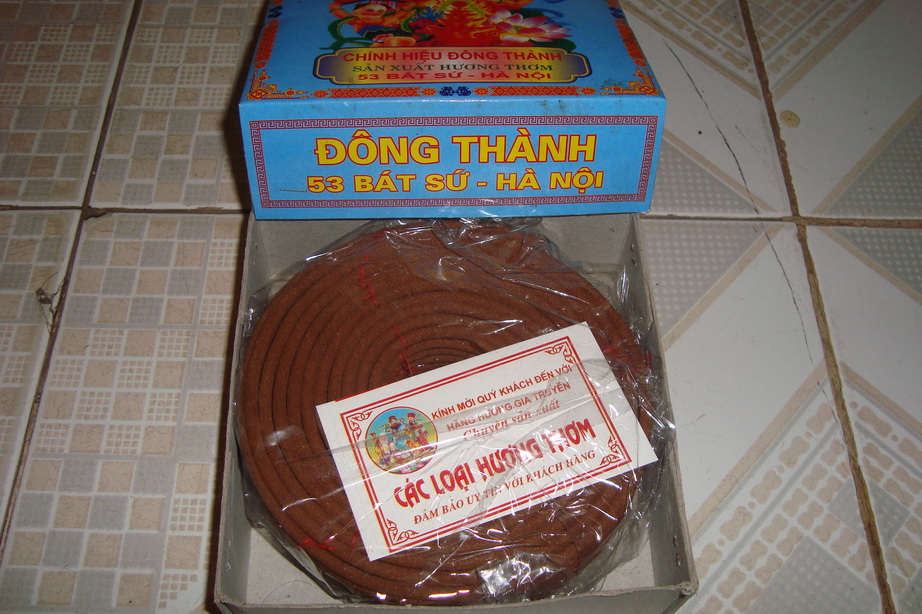 CHÍNH HIỆU ĐÔNG THÀNH
SẢN XUẤT HƯƠNG THƠM
53 BÁT SỨ - HÀ NỘI
ĐÔNG THÀNH
53 BÁT SỨ - HÀ NỘI
KÍNH MỜI QUÝ KHÁCH ĐẾN VỚI
HÀNG HƯƠNG GIA TRUYỀN
Chuyên sản xuất
CÁC LOẠI HƯƠNG THƠM
ĐẢM BẢO UY TÍN VỚI KHÁCH HÀNG